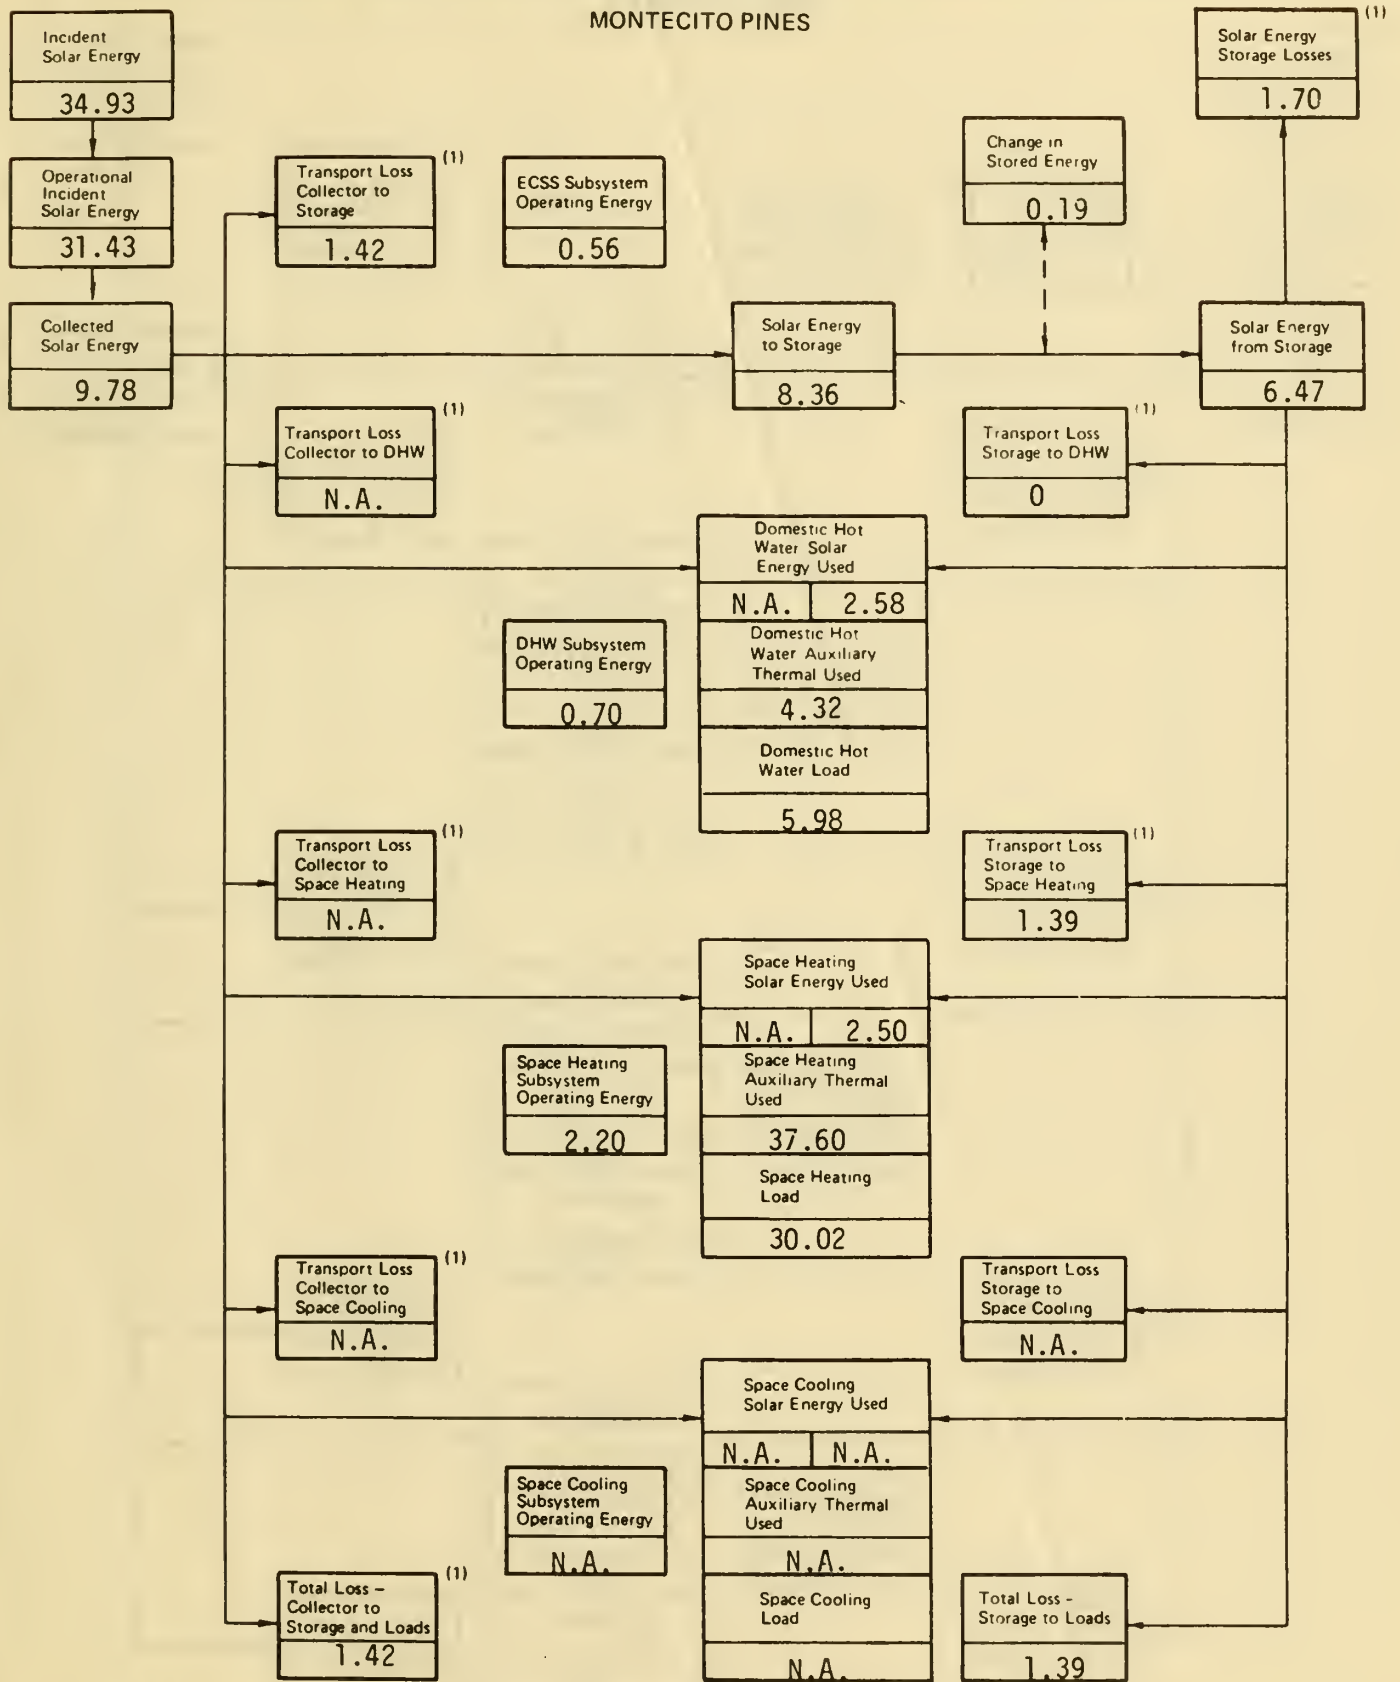 MONTECITO PINES
Incident
Solar Energy
34.93
Operational
Incident
Solar Energy
31.43
Collected
Solar Energy
9.78
(1)
Transport Loss
Collector to
Storage
1.42
ECSS Subsystem
Operating Energy
0.56
Solar Energy
to Storage
8.36
Change in
Stored Energy
0.19
(1)
Solar Energy
Storage Losses
1.70
Solar Energy
from Storage
6.47
(1)
Transport Loss
Collector to DHW
N.A.
(1)
Transport Loss
Storage to DHW
0
Domestic Hot
Water Solar
Energy Used
N.A. 2.58
Domestic Hot
Water Auxiliary
Thermal Used
4.32
Domestic Hot
Water Load
5.98
DHW Subsystem
Operating Energy
0.70
(1)
Transport Loss
Collector to
Space Heating
N.A.
(1)
Transport Loss
Storage to
Space Heating
1.39
Space Heating
Solar Energy Used
N.A. 2.50
Space Heating
Auxiliary Thermal
Used
37.60
Space Heating
Load
30.02
Space Heating
Subsystem
Operating Energy
2.20
(1)
Transport Loss
Collector to
Space Cooling
N.A.
Transport Loss
Storage to
Space Cooling
N.A.
Space Cooling
Solar Energy Used
N.A. N.A.
Space Cooling
Auxiliary Thermal
Used
N.A.
Space Cooling
Load
N.A.
Space Cooling
Subsystem
Operating Energy
N.A.
(1)
Total Loss –
Collector to
Storage and Loads
1.42
Total Loss -
Storage to Loads
1.39